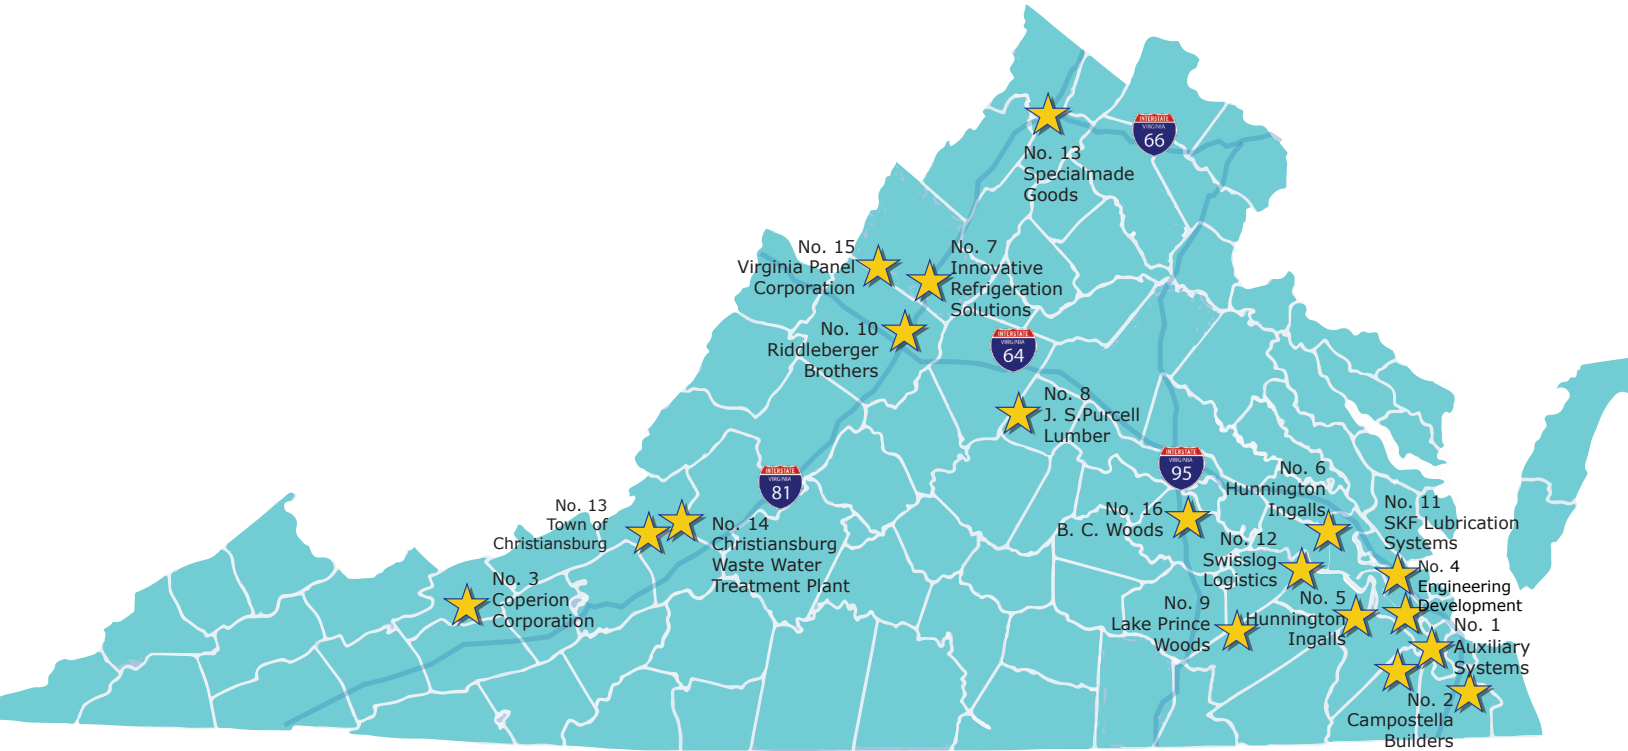 INTERSTATE
VIRGINIA
66
No. 13
Specialmade
Goods
No. 15
Virginia Panel
Corporation
No. 7
Innovative
Refrigeration
Solutions
No. 10
Riddleberger
Brothers
INTERSTATE
VIRGINIA
64
No. 8
J. S.Purcell
Lumber
INTERSTATE
VIRGINIA
95
INTERSTATE
VIRGINIA
81
No. 6
Hunnington
Ingalls
No. 11
SKF Lubrication
Systems
No. 13
Town of
Christiansburg
No. 14
Christiansburg
Waste Water
Treatment Plant
No. 16
B. C. Woods
No. 12
Swisslog
Logistics
No. 4
Engineering
Development
No. 3
Coperion
Corporation
No. 9
Lake Prince
Woods
No. 5
Hunnington
Ingalls
No. 1
Auxiliary
Systems
No. 2
Campostella
Builders